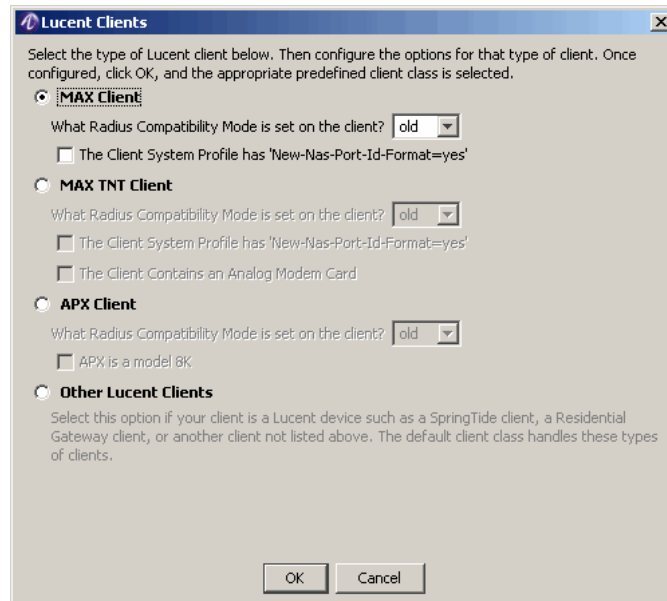 Lucent Clients
Select the type of Lucent client below. Then configure the options for that type of client. Once
configured, click OK, and the appropriate predefined client class is selected.
MAX Client
What Radius Compatibility Mode is set on the client? old
The Client System Profile has 'New-Nas-Port-Id-Format=yes'
MAX TNT Client
What Radius Compatibility Mode is set on the client? old
The Client System Profile has 'New-Nas-Port-Id-Format=yes'
The Client Contains an Analog Modem Card
APX Client
What Radius Compatibility Mode is set on the client? old
APX is a model 8K
Other Lucent Clients
Select this option if your client is a Lucent device such as a SpringTide client, a Residential
Gateway client, or another client not listed above. The default client class handles these types
of clients.
OK Cancel